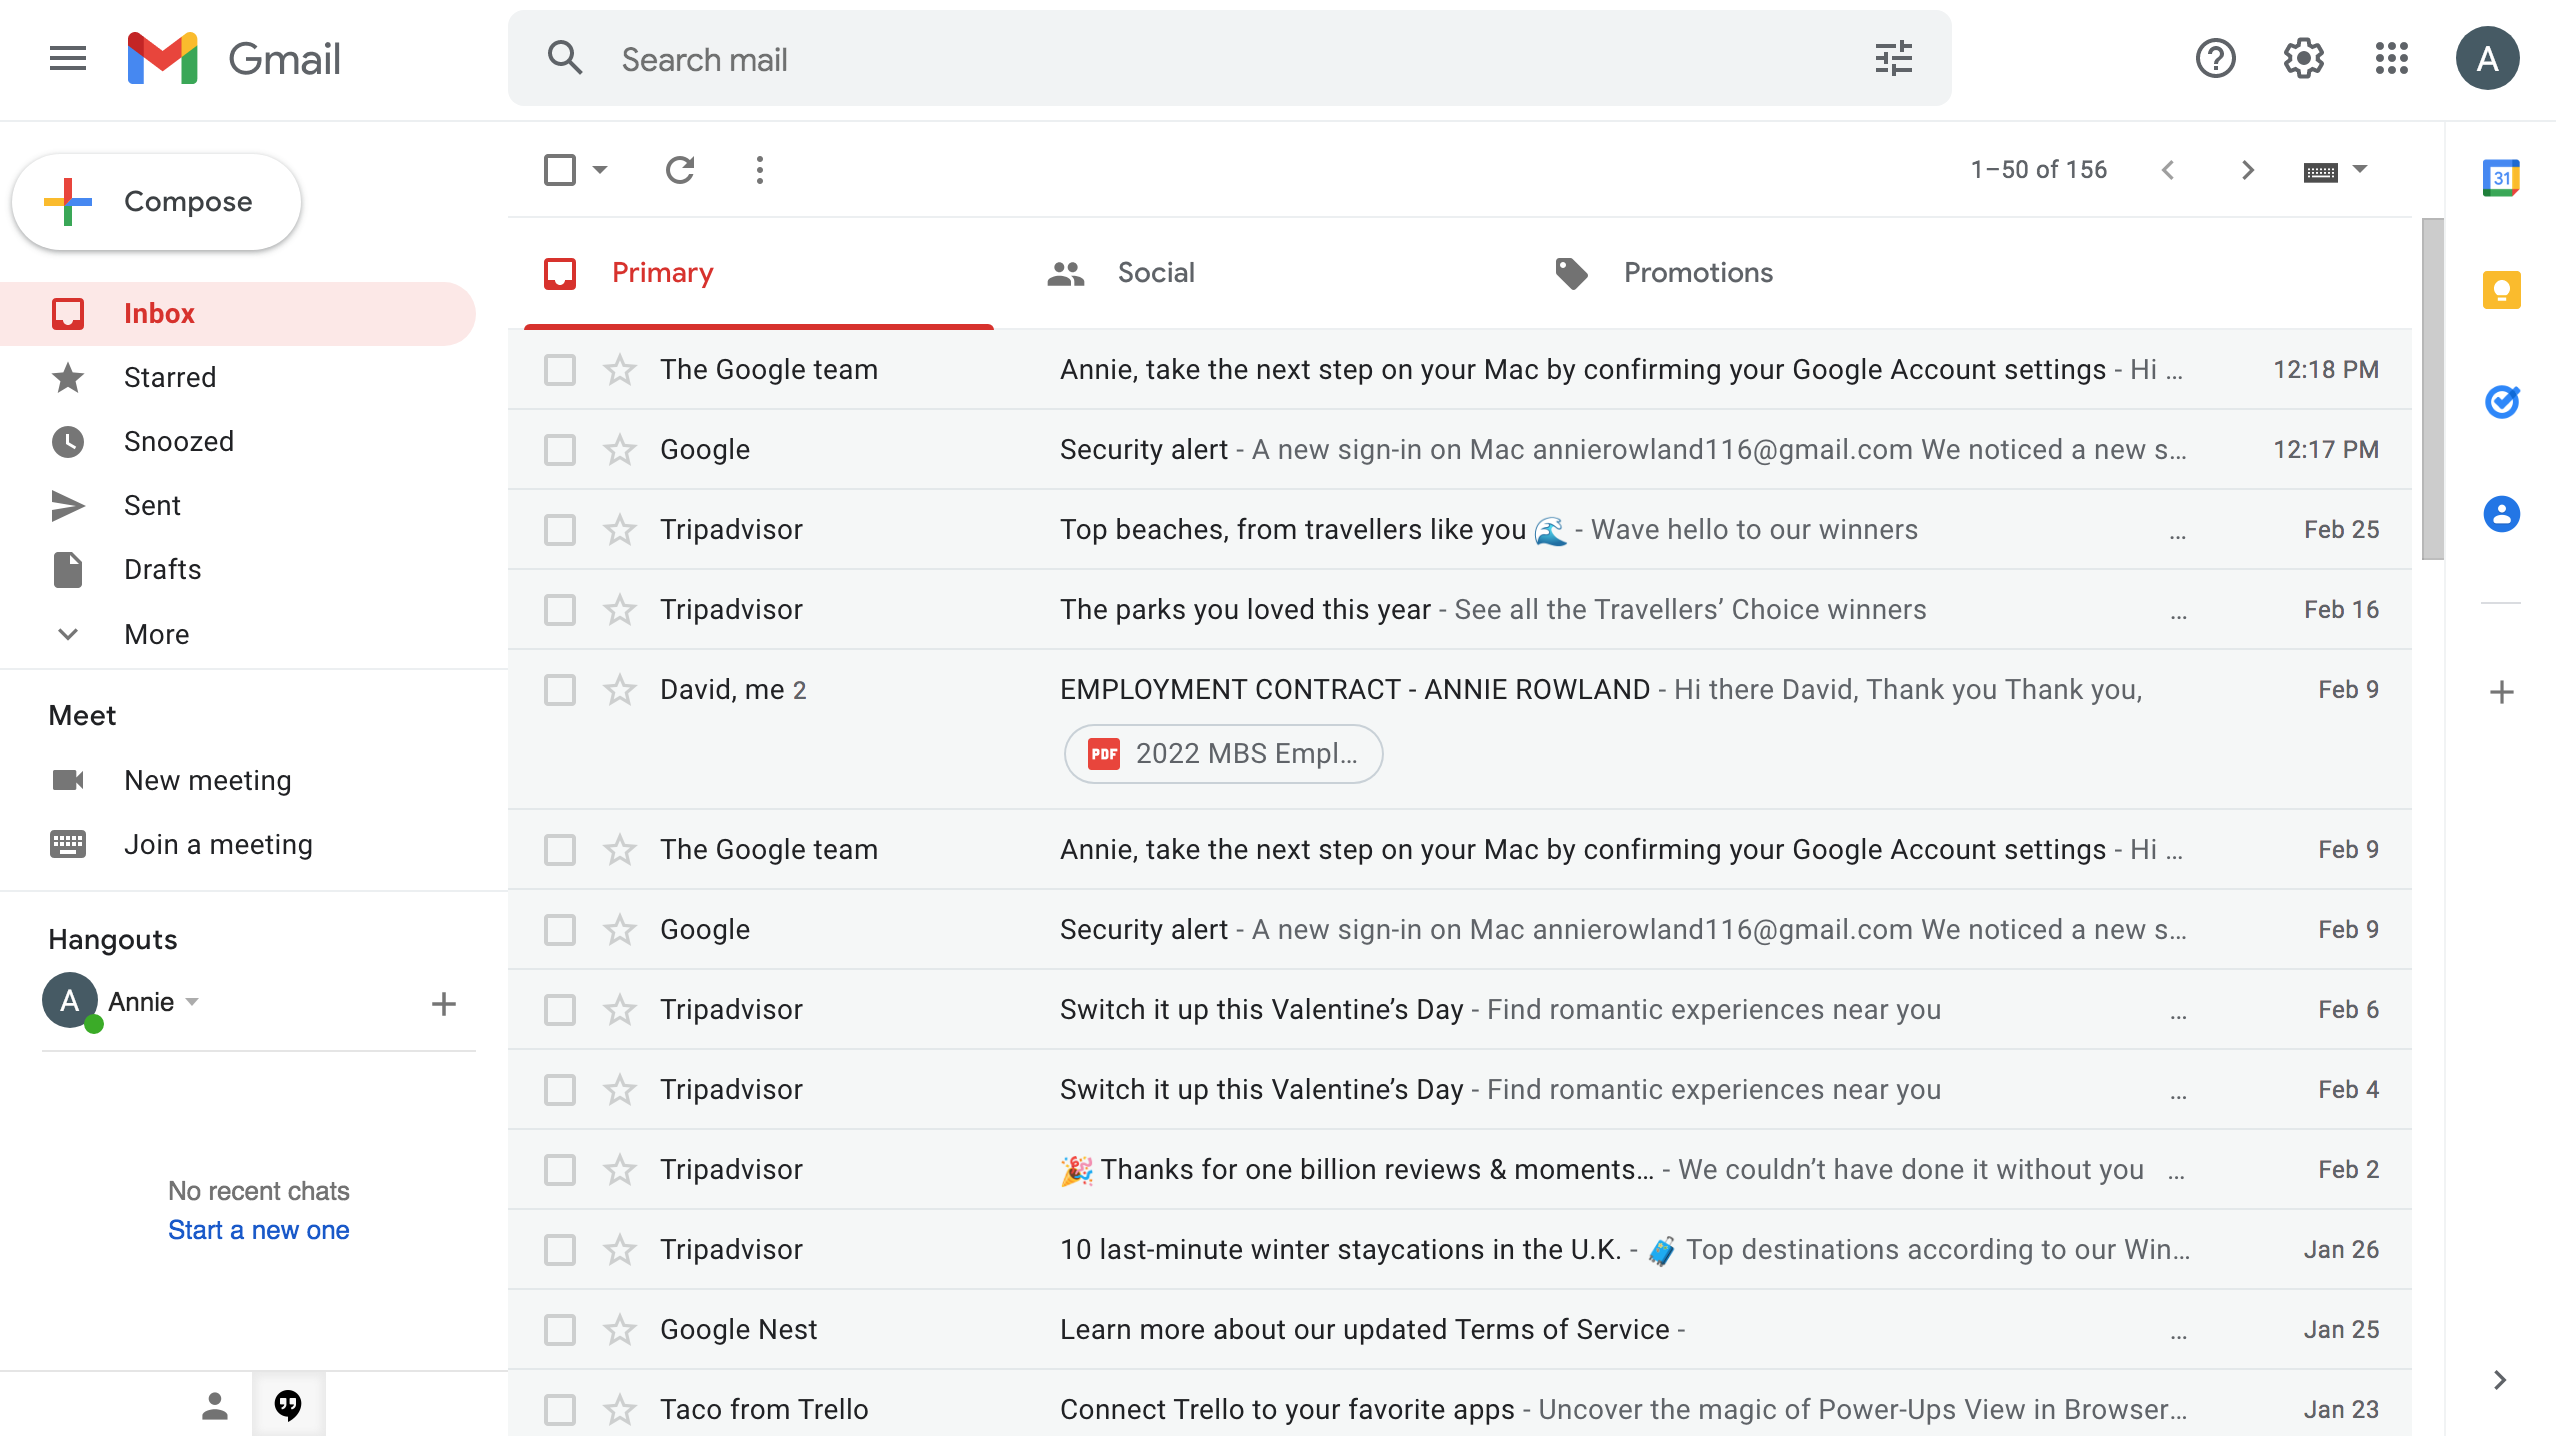 Gmail
Search mail
A
Compose
1–50 of 156
31
Primary
Social
Promotions
Inbox
Starred
Snoozed
Sent
Drafts
More
Meet
New meeting
Join a meeting
Hangouts
A Annie
No recent chats
Start a new one
The Google team Annie, take the next step on your Mac by confirming your Google Account settings - Hi ... 12:18 PM
Google Security alert - A new sign-in on Mac annierowland116@gmail.com We noticed a new s... 12:17 PM
Tripadvisor Top beaches, from travellers like you 🌊 - Wave hello to our winners ... Feb 25
Tripadvisor The parks you loved this year - See all the Travellers’ Choice winners ... Feb 16
David, me 2 EMPLOYMENT CONTRACT - ANNIE ROWLAND - Hi there David, Thank you Thank you, Feb 9
PDF 2022 MBS Empl...
The Google team Annie, take the next step on your Mac by confirming your Google Account settings - Hi ... Feb 9
Google Security alert - A new sign-in on Mac annierowland116@gmail.com We noticed a new s... Feb 9
Tripadvisor Switch it up this Valentine’s Day - Find romantic experiences near you ... Feb 6
Tripadvisor Switch it up this Valentine’s Day - Find romantic experiences near you ... Feb 4
Tripadvisor 🎉 Thanks for one billion reviews & moments... - We couldn’t have done it without you ... Feb 2
Tripadvisor 10 last-minute winter staycations in the U.K. - 🧳 Top destinations according to our Win... Jan 26
Google Nest Learn more about our updated Terms of Service - ... Jan 25
Taco from Trello Connect Trello to your favorite apps - Uncover the magic of Power-Ups View in Browser... Jan 23